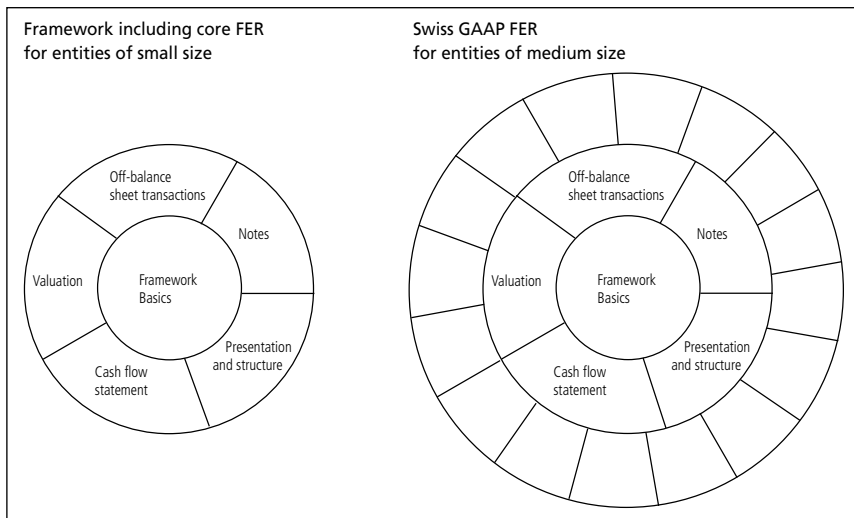 Framework including core FER
for entities of small size
Off-balance
sheet transactions
Notes
Valuation
Framework
Basics
Presentation
and structure
Cash flow
statement
Swiss GAAP FER
for entities of medium size
Off-balance
sheet transactions
Notes
Valuation
Framework
Basics
Presentation
and structure
Cash flow
statement